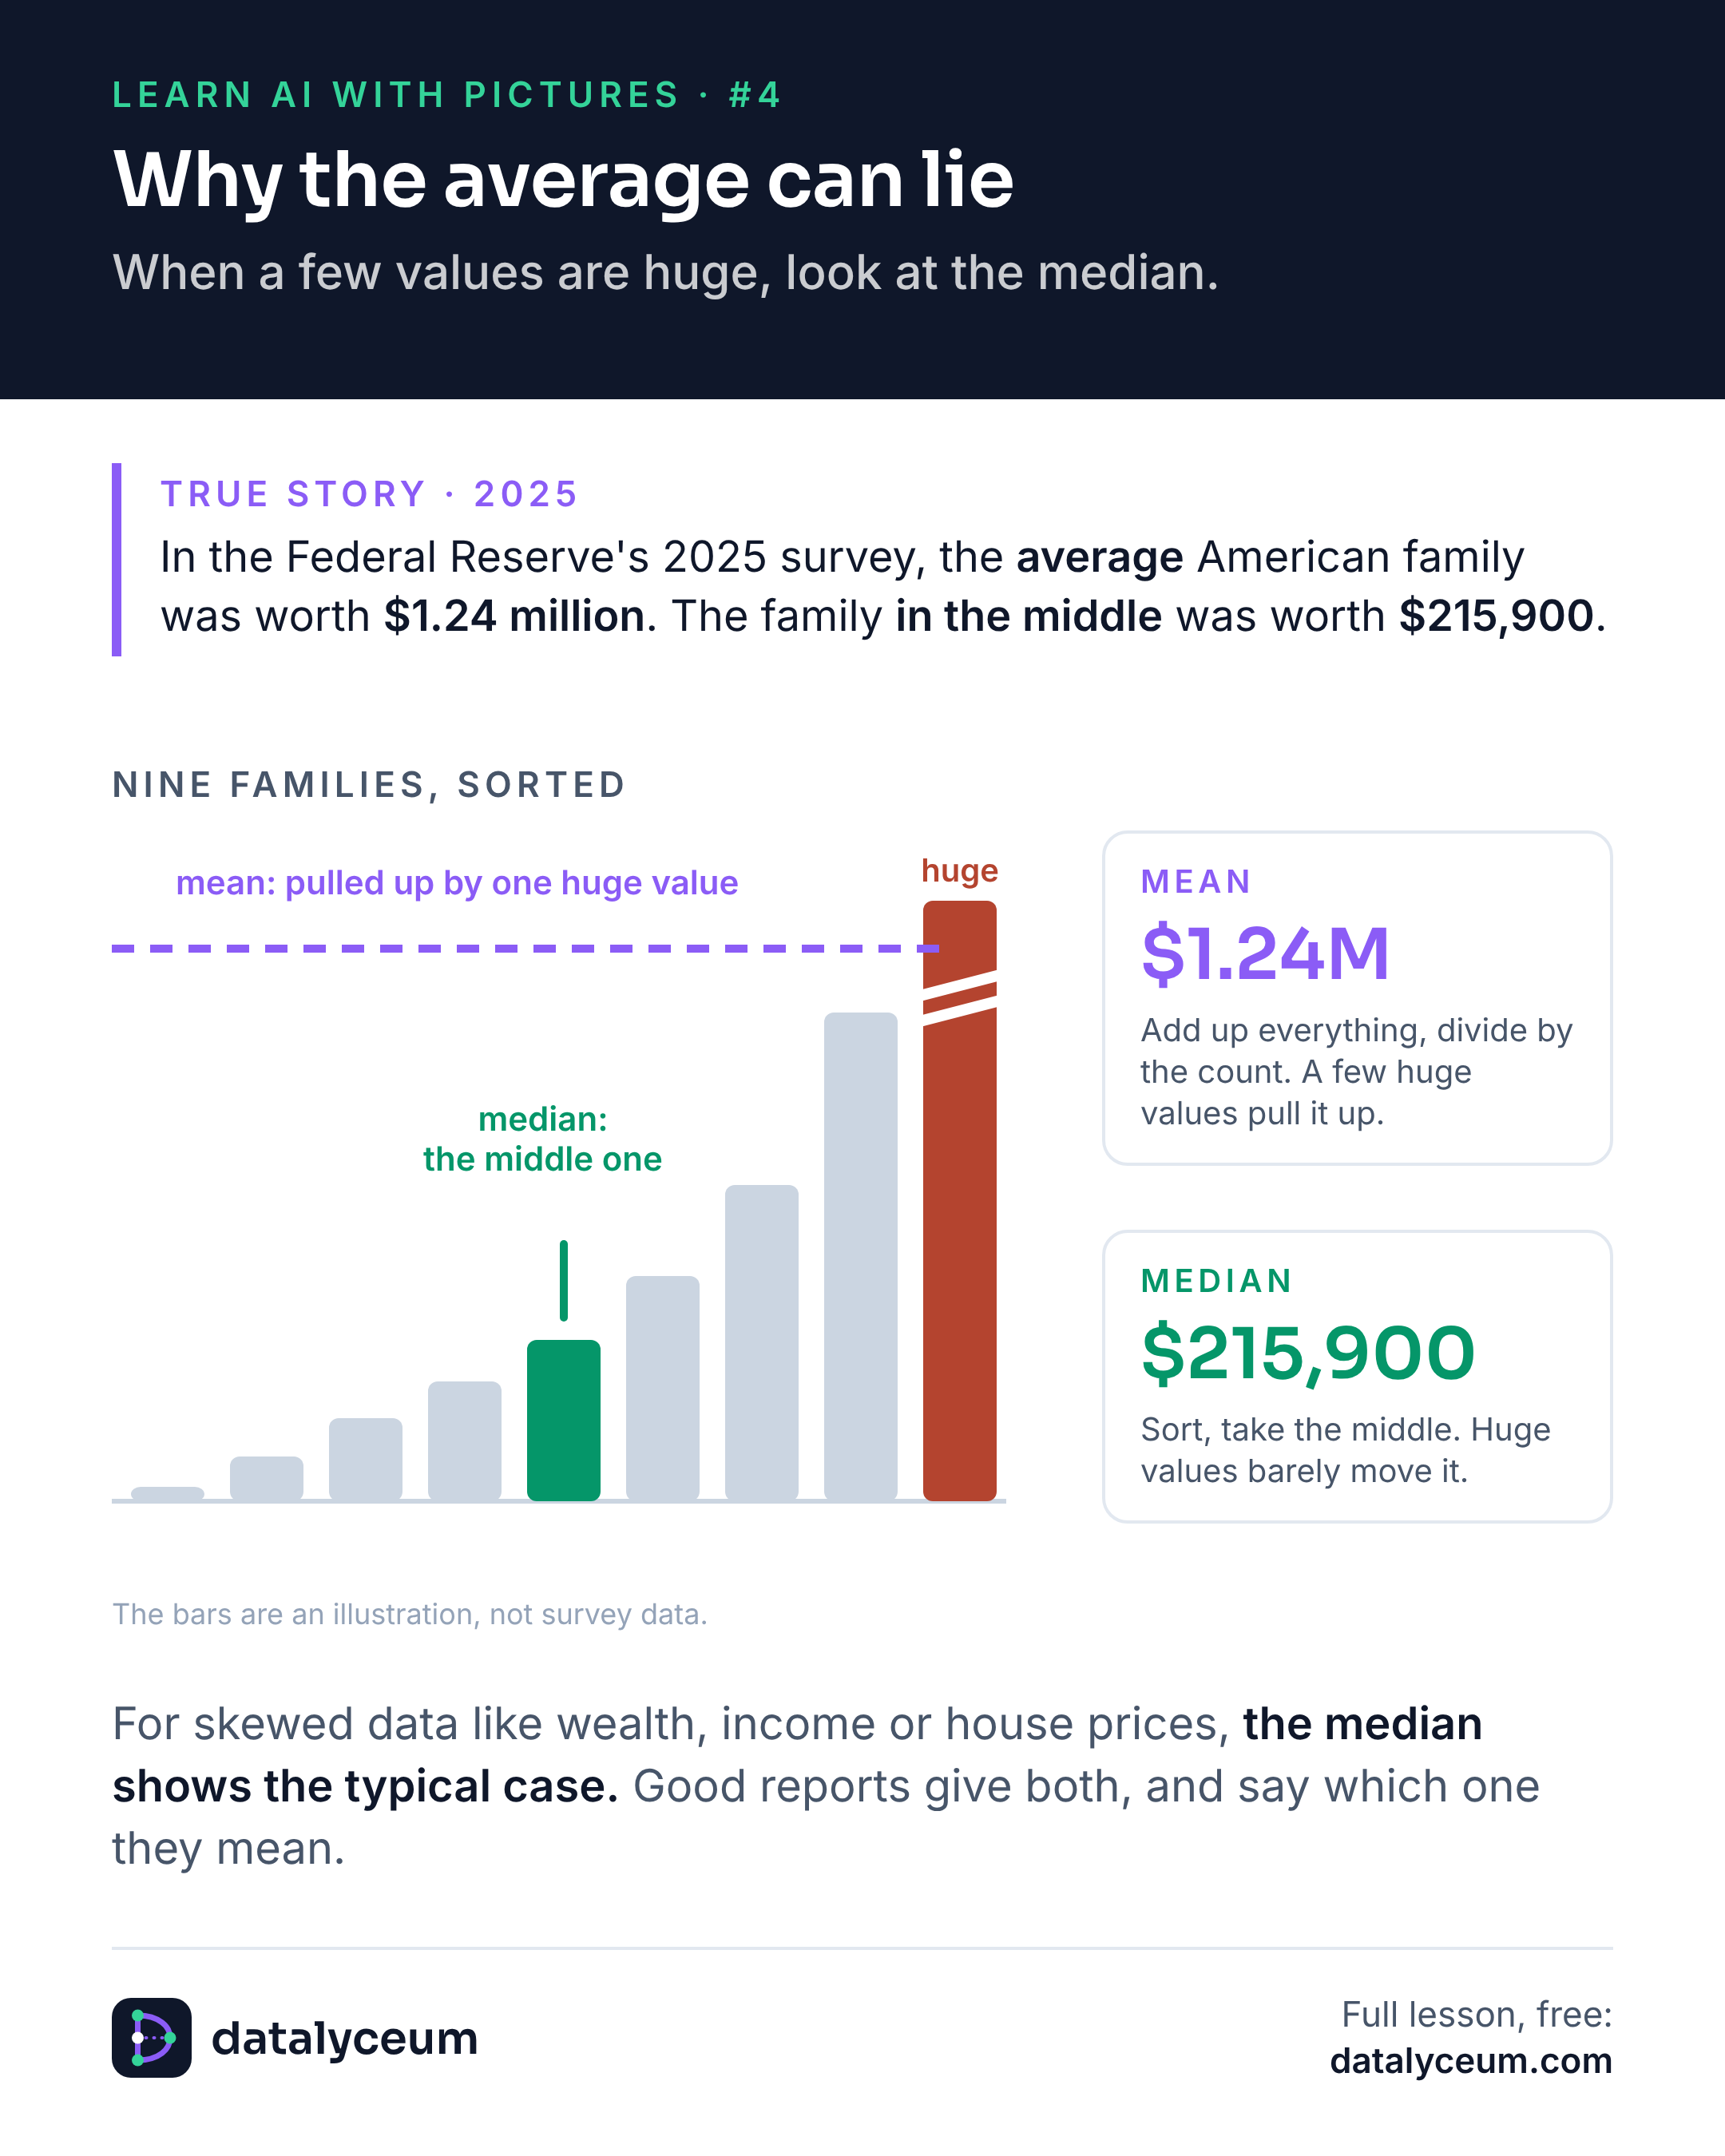 LEARN AI WITH PICTURES · #4
Why the average can lie
When a few values are huge, look at the median.
TRUE STORY · 2025
In the Federal Reserve's 2025 survey, the average American family
was worth $1.24 million. The family in the middle was worth $215,900.
NINE FAMILIES, SORTED
mean: pulled up by one huge value
huge
median:
the middle one
MEAN
$1.24M
Add up everything, divide by
the count. A few huge
values pull it up.
MEDIAN
$215,900
Sort, take the middle. Huge
values barely move it.
The bars are an illustration, not survey data.
For skewed data like wealth, income or house prices, the median
shows the typical case. Good reports give both, and say which one
they mean.
datalyceum
Full lesson, free:
datalyceum.com